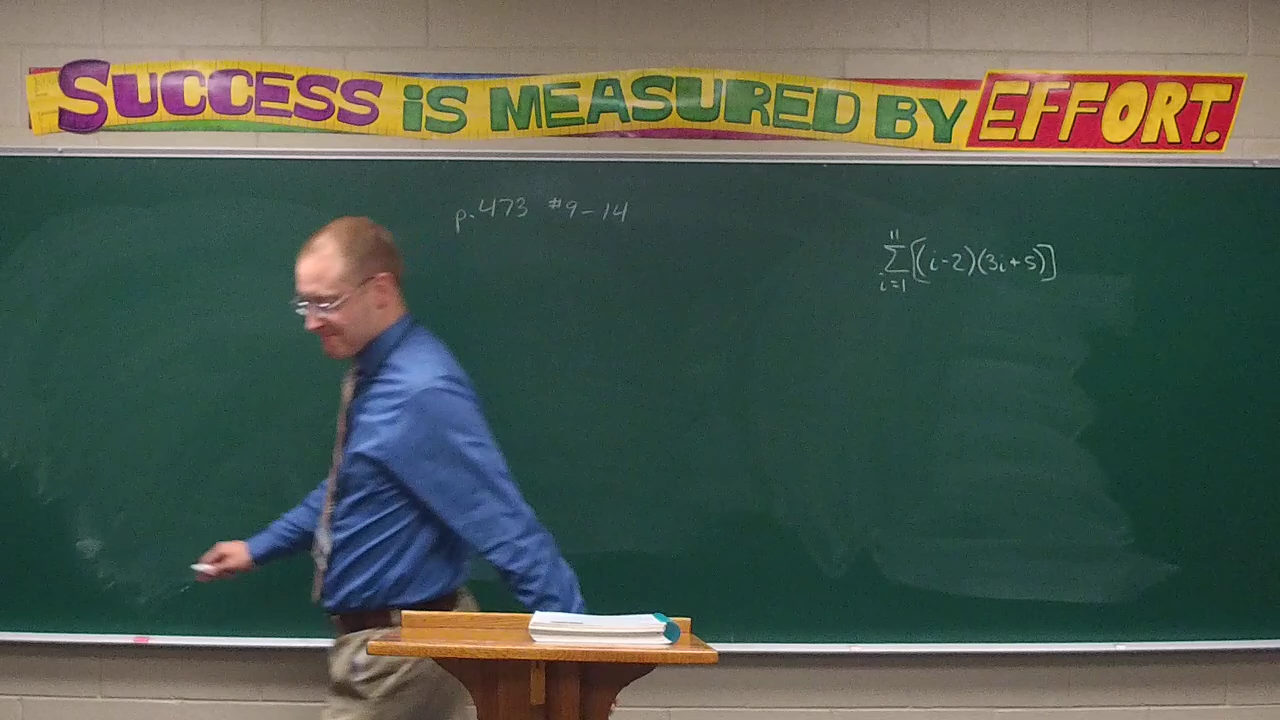 SUCCESS iS MEASURED BY EFFORT.
p.473 #9-14
11
Σ[(i-2)(3i+5)]
i=1